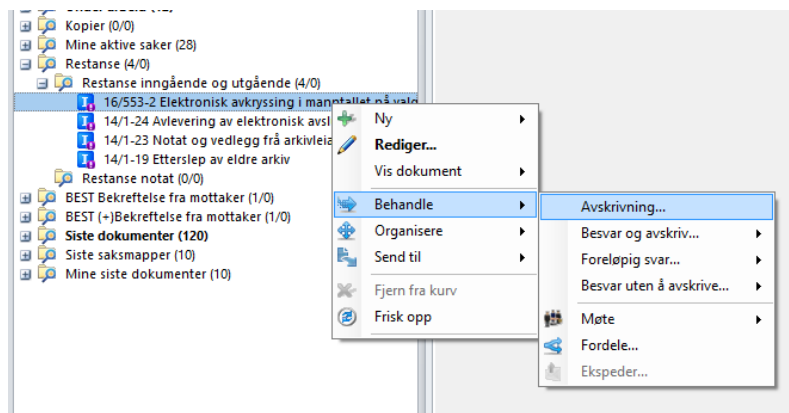 Kopier (0/0)
Mine aktive saker (28)
Restanse (4/0)
Restanse inngående og utgående (4/0)
16/553-2 Elektronisk avkryssing i manntallet på valg
14/1-24 Avlevering av elektronisk avsl
14/1-23 Notat og vedlegg frå arkivleia
14/1-19 Etterslep av eldre arkiv
Restanse notat (0/0)
BEST Bekreftelse fra mottaker (1/0)
BEST (+)Bekreftelse fra mottaker (1/0)
Siste dokumenter (120)
Siste saksmapper (10)
Mine siste dokumenter (10)
Ny
Rediger...
Vis dokument
Behandle
Organisere
Send til
Fjern fra kurv
Frisk opp
Avskrivning...
Besvar og avskriv...
Foreløpig svar...
Besvar uten å avskrive...
Møte
Fordele...
Ekspeder...